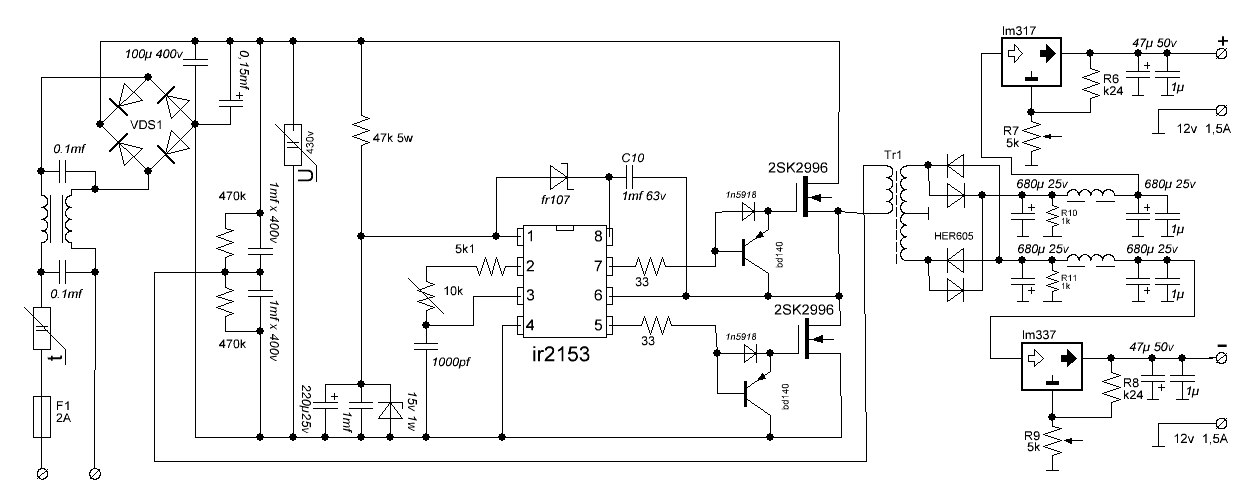 100µ 400v
0,15mf
+
VDS1
0.1mf
0.1mf
t
F1
2A
470k
470k
1mf x 400v
1mf x 400v
430v
U
47k 5w
fr107
C10
1mf 63v
5k1
10k
1000pf
1
2
3
4
8
7
6
5
ir2153
33
33
220µ25v
+
1mf
15v 1w
1n5918
bd140
2SK2996
1n5918
bd140
2SK2996
Tr1
HER605
lm317
R6
k24
R7
5k
47µ 50v
+
1µ
+
12v 1,5A
680µ 25v
+
R10
1k
680µ 25v
+
1µ
680µ 25v
+
R11
1k
680µ 25v
+
1µ
lm337
R8
k24
R9
5k
47µ 50v
+
1µ
−
12v 1,5A